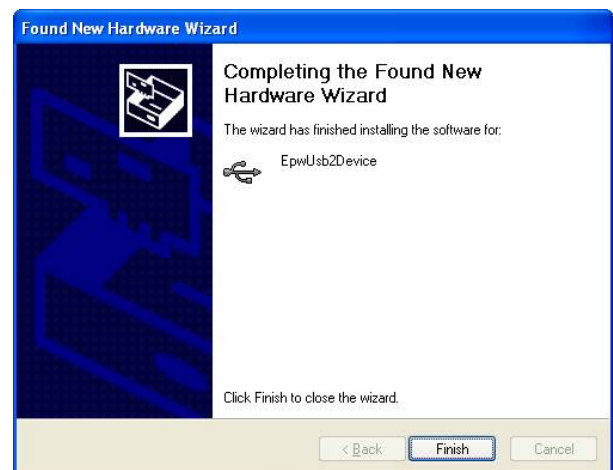 Found New Hardware Wizard
Completing the Found New
Hardware Wizard
The wizard has finished installing the software for:
EpwUsb2Device
Click Finish to close the wizard.
< Back
Finish
Cancel